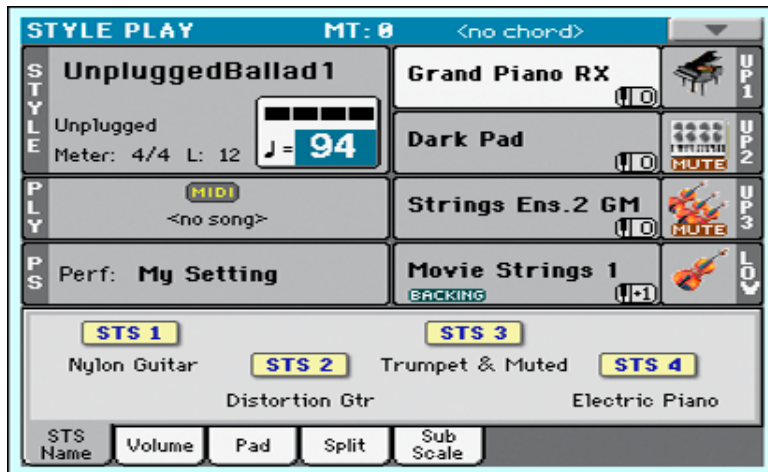 STYLE PLAY MT: 0 <no chord>
STYLE
UnpluggedBallad1
Unplugged
Meter: 4/4 L: 12
♩= 94
Grand Piano RX
0
UP1
Dark Pad
0
MUTE
UP2
PLY
MIDI
<no song>
Strings Ens.2 GM
0
MUTE
UP3
PS
Perf: My Setting
Movie Strings 1
BACKING
+1
LOW
STS 1
Nylon Guitar
STS 2
Distortion Gtr
STS 3
Trumpet & Muted
STS 4
Electric Piano
STS Name
Volume
Pad
Split
Sub Scale